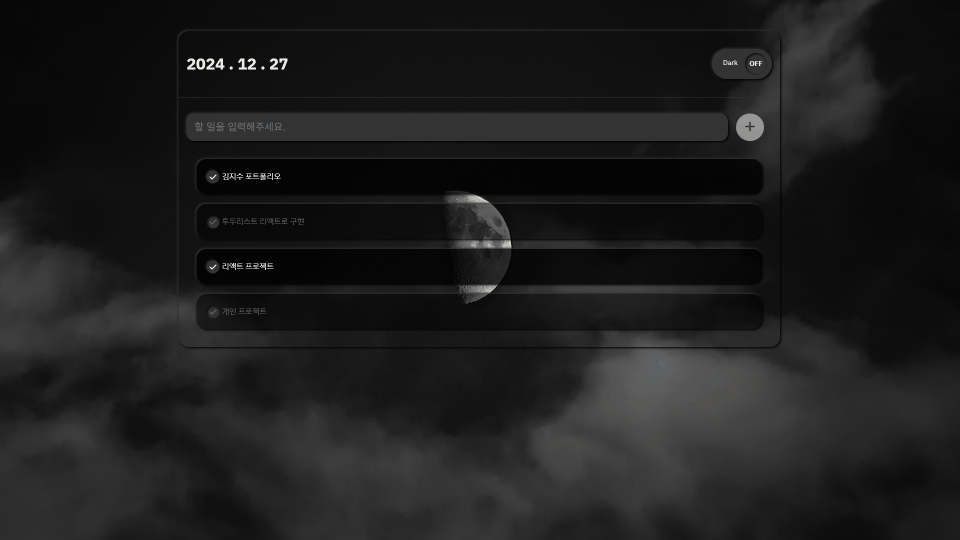 2024 . 12 . 27
Dark OFF
할 일을 입력해주세요.
김지수 포트폴리오
투두리스트 리액트로 구현
리액트 프로젝트
개인 프로젝트